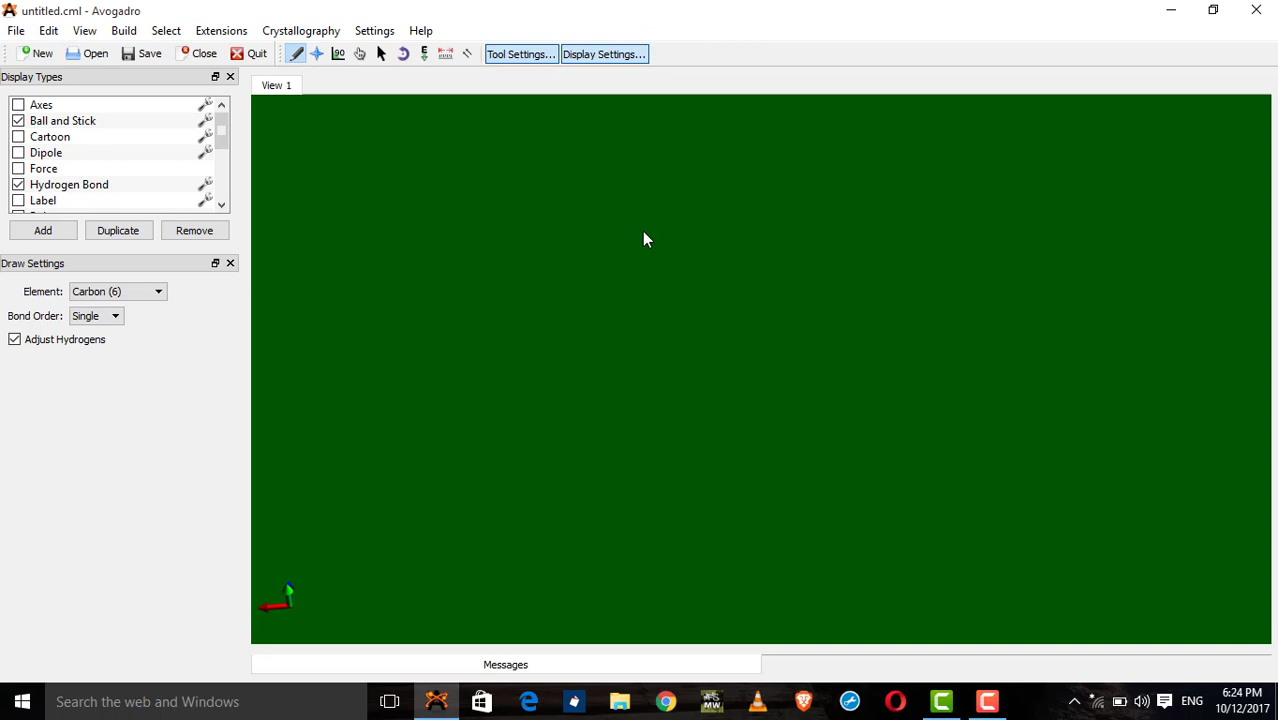 untitled.cml - Avogadro
File Edit View Build Select Extensions Crystallography Settings Help
New Open Save Close Quit 90 E Tool Settings... Display Settings...
Display Types
View 1
Axes
Ball and Stick
Cartoon
Dipole
Force
Hydrogen Bond
Label
Add Duplicate Remove
Draw Settings
Element: Carbon (6)
Bond Order: Single
Adjust Hydrogens
Messages
Search the web and Windows
MW
ENG
6:24 PM
10/12/2017